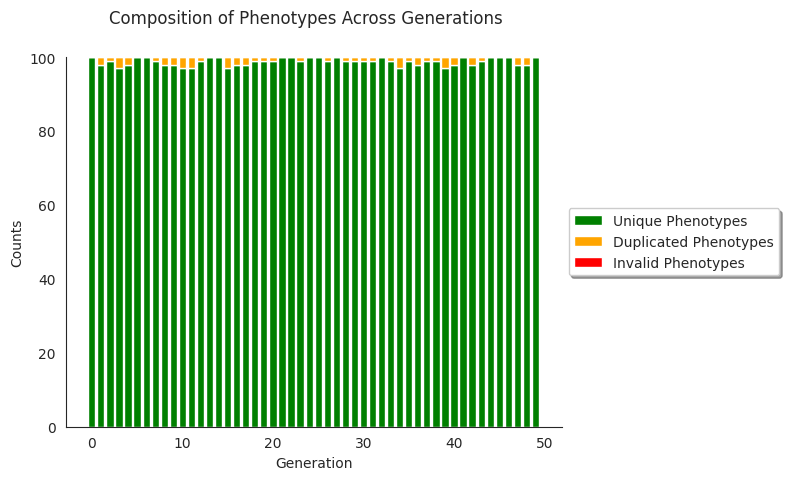 Composition of Phenotypes Across Generations
100
80
60
40
20
0
Counts
0 10 20 30 40 50
Generation
Unique Phenotypes
Duplicated Phenotypes
Invalid Phenotypes